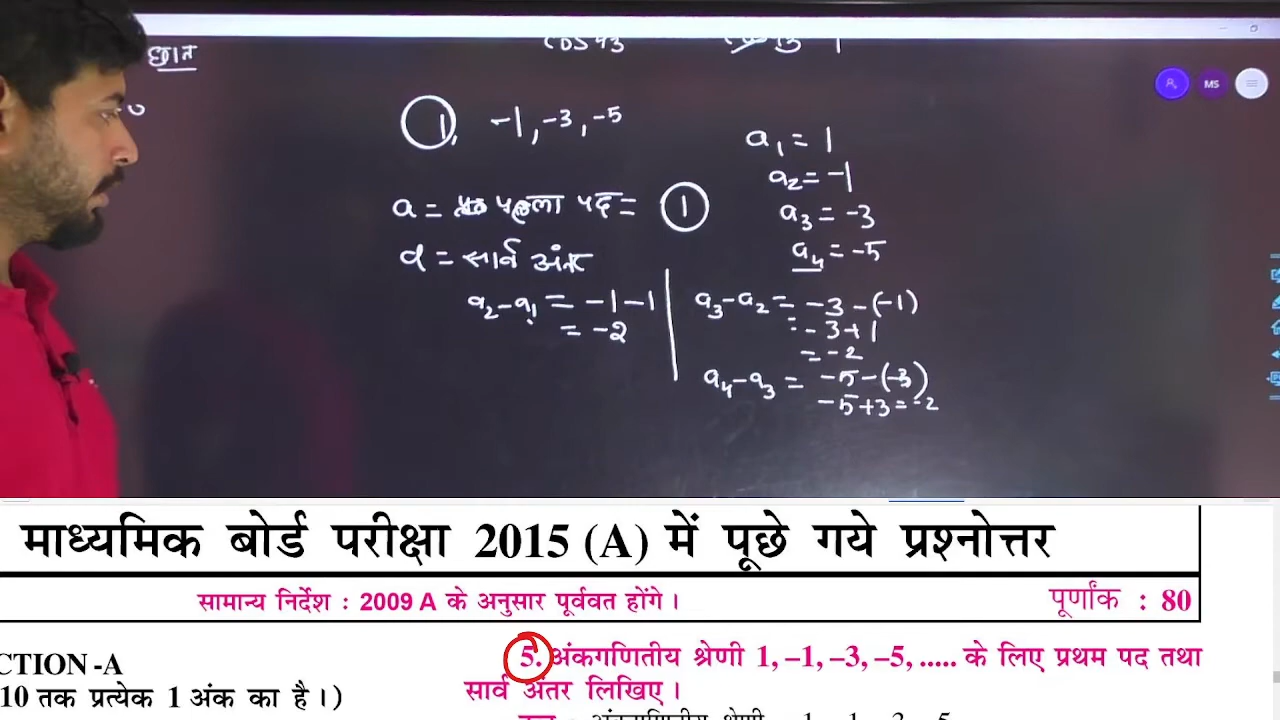 छात
1, -1, -3, -5
a₁ = 1
a₂ = -1
a₃ = -3
a₄ = -5
a = पहला पद = 1
d = सार्व अंतर
a₂-a₁ = -1-1
= -2
a₃-a₂ = -3-(-1)
= -3+1
= -2
a₄-a₃ = -5-(-3)
-5+3=-2
MS
माध्यमिक बोर्ड परीक्षा 2015 (A) में पूछे गये प्रश्नोत्तर
सामान्य निर्देश : 2009 A के अनुसार पूर्ववत होंगे । पूर्णांक : 80
CTION -A
10 तक प्रत्येक 1 अंक का है।)
5. अंकगणितीय श्रेणी 1, –1, –3, –5, ..... के लिए प्रथम पद तथा
सार्व अंतर लिखिए ।